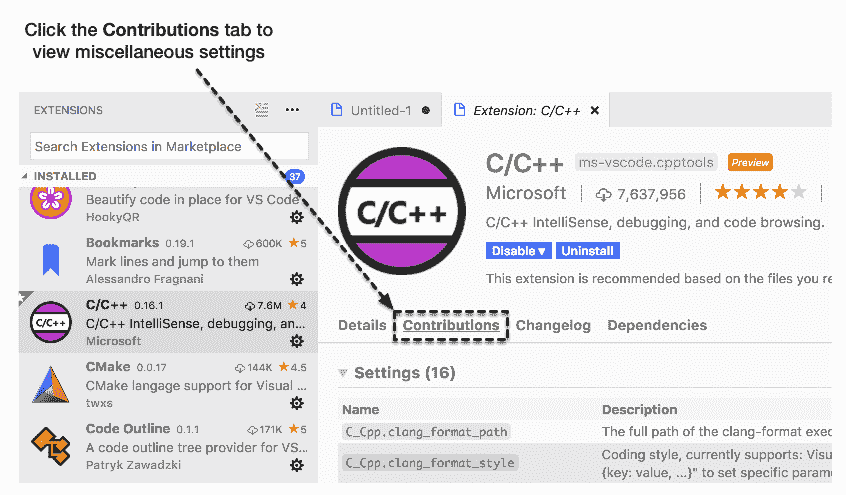 Click the Contributions tab to
view miscellaneous settings
EXTENSIONS
Search Extensions in Marketplace
INSTALLED 37
Beautify code in place for VS Code
HookyQR
Bookmarks 0.19.1 600K ★5
Mark lines and jump to them
Alessandro Fragnani
C/C++
C/C++ 0.16.1 7.6M ★4
C/C++ IntelliSense, debugging, an...
Microsoft
CMake 0.0.17 144K ★4.5
CMake langage support for Visual ...
twxs
Code Outline 0.1.1 171K ★5
A code outline tree provider for VS...
Patryk Zawadzki
Untitled-1 ●
Extension: C/C++ ×
C/C++
C/C++ ms-vscode.cpptools Preview
Microsoft 7,637,956 ★★★★★
C/C++ IntelliSense, debugging, and code browsing.
Disable ▾ Uninstall
This extension is recommended based on the files you re
Details Contributions Changelog Dependencies
Settings (16)
Name Description
C_Cpp.clang_format_path The full path of the clang-format exec
C_Cpp.clang_format_style Coding style, currently supports: Visu
{key: value, ...}" to set specific param